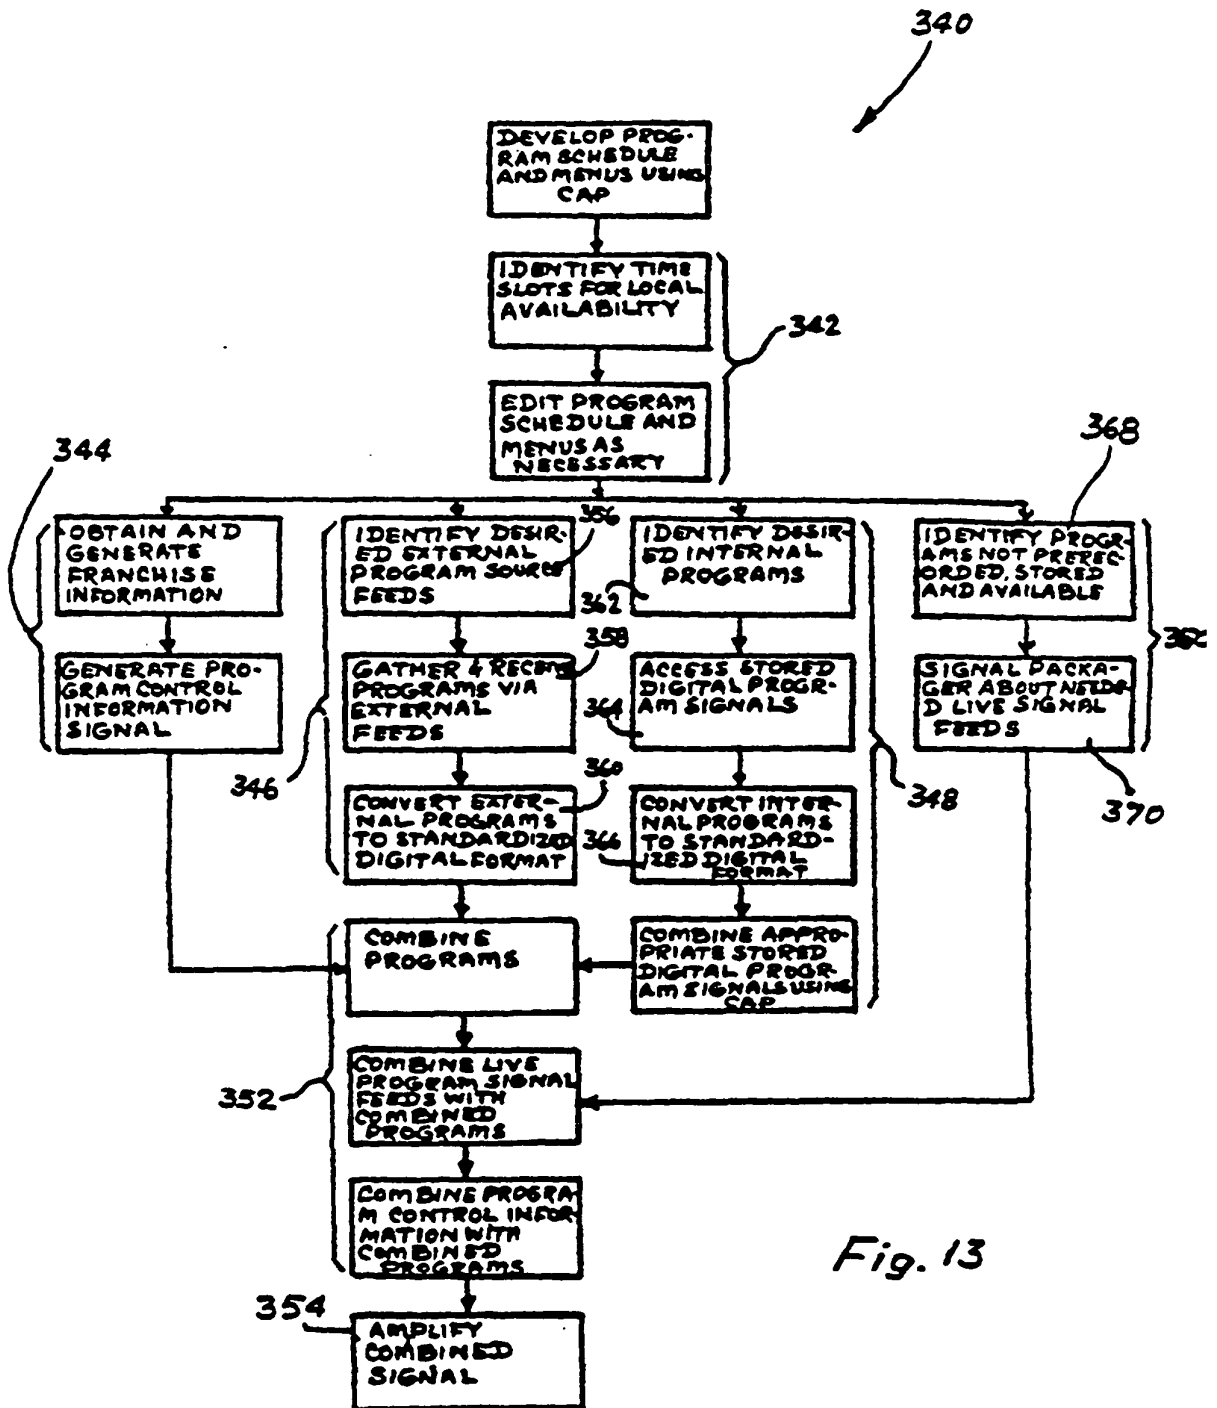 340
DEVELOP PROG-
RAM SCHEDULE
AND MENUS USING
CAP
IDENTIFY TIME
SLOTS FOR LOCAL
AVAILABILITY
342
EDIT PROGRAM
SCHEDULE AND
MENUS AS
NECESSARY
344
368
OBTAIN AND
GENERATE
FRANCHISE
INFORMATION
IDENTIFY DESI-
RED EXTERNAL
PROGRAM SOURCE
FEEDS
356
IDENTIFY DESIR-
ED INTERNAL
PROGRAMS
362
IDENTIFY PROGR-
AMS NOT PREREC-
ORDED, STORED
AND AVAILABLE
350
GENERATE PRO-
GRAM CONTROL
INFORMATION
SIGNAL
GATHER &
PROGRAMS VIA
EXTERNAL
FEEDS
358
ACCESS STORED
DIGITAL PROGR-
AM SIGNALS
364
SIGNAL PACKA-
GER ABOUT NEEDE-
D LIVE SIGNAL
FEEDS
370
346
CONVERT EXTER-
NAL PROGRAMS
TO STANDARDIZED
DIGITAL FORMAT
360
CONVERT INTER-
NAL PROGRAMS
TO STANDARD-
IZED DIGITAL
FORMAT
366
348
COMBINE
PROGRAMS
COMBINE APPRO-
PRIATE STORED
DIGITAL PROGR-
AM SIGNALS USING
CAP
352
COMBINE LIVE
PROGRAM SIGNAL
FEEDS WITH
COMBINED
PROGRAMS
COMBINE PROGRA-
M CONTROL INFOR-
MATION WITH
COMBINED
PROGRAMS
Fig. 13
354
AMPLIFY
COMBINED
SIGNAL